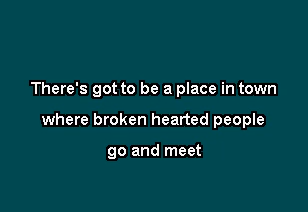 There's got to be a place in town
where broken hearted people
go and meet